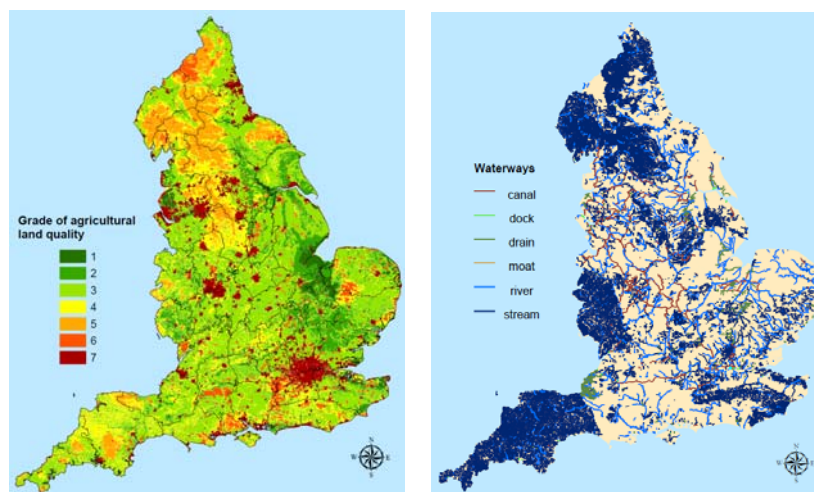 Grade of agricultural
land quality
1
2
3
4
5
6
7
N
W
E
S
Waterways
canal
dock
drain
moat
river
stream
N
W
E
S